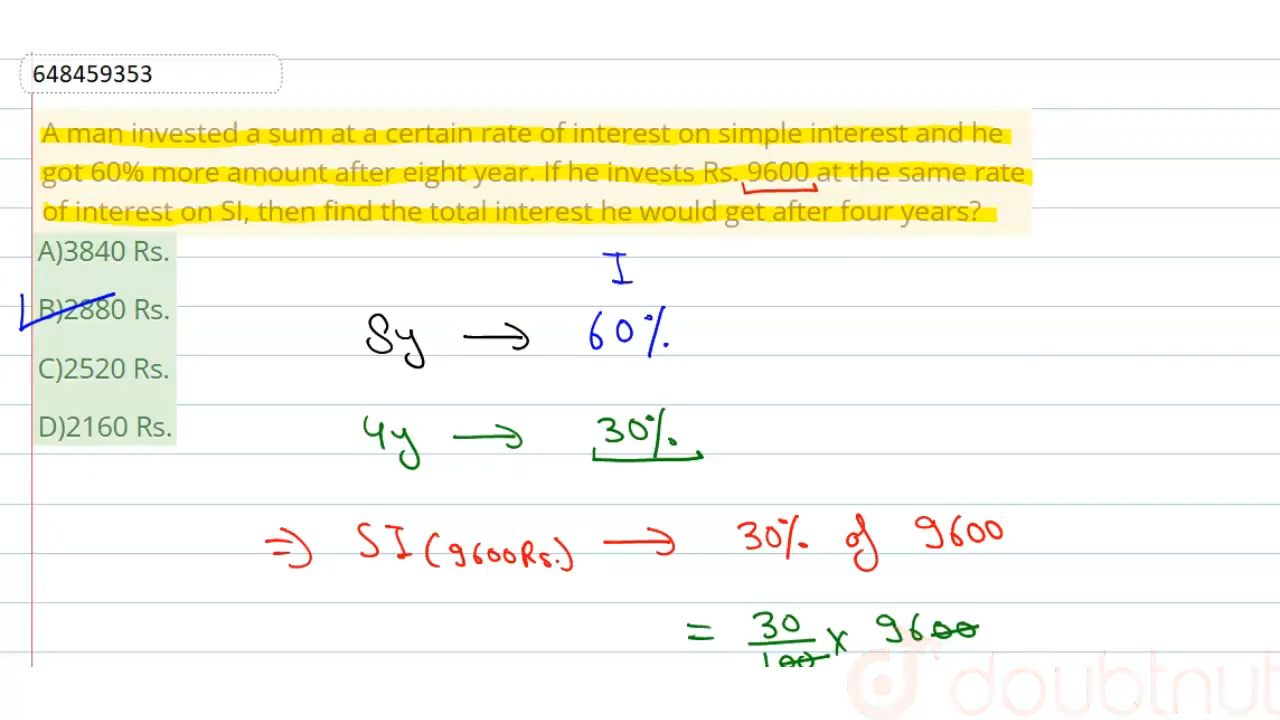 648459353
A man invested a sum at a certain rate of interest on simple interest and he
got 60% more amount after eight year. If he invests Rs. 9600 at the same rate
of interest on SI, then find the total interest he would get after four years?
A)3840 Rs.
B)2880 Rs.
C)2520 Rs.
D)2160 Rs.
I
8y → 60%
4y → 30%
⇒ SI (9600Rs.) → 30% of 9600
= 30/100 × 9600
doubtnut